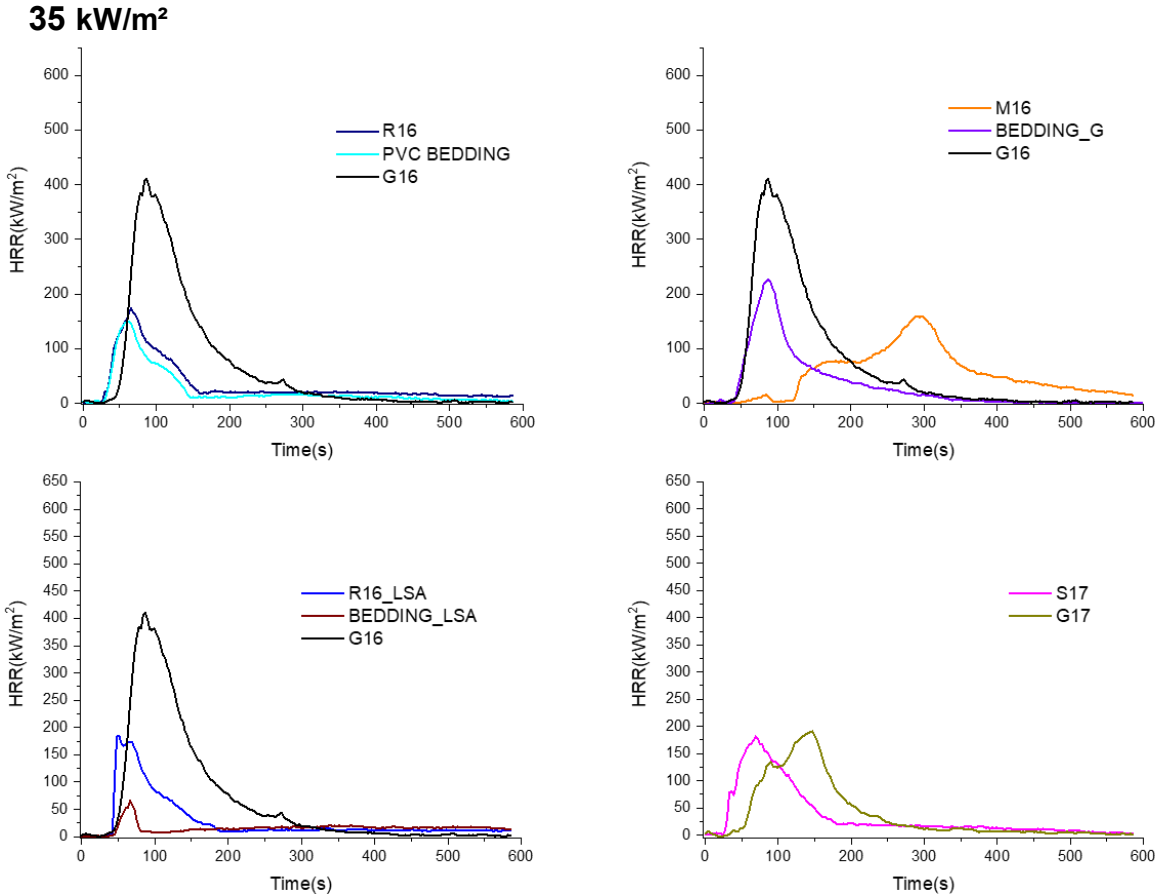 35 kW/m²
600
500
400
300
200
100
0
HRR(kW/m²)
0 100 200 300 400 500 600
Time(s)
R16
PVC BEDDING
G16
600
500
400
300
200
100
0
HRR(kW/m²)
0 100 200 300 400 500 600
Time(s)
M16
BEDDING_G
G16
650
600
550
500
450
400
350
300
250
200
150
100
50
0
HRR(kW/m²)
0 100 200 300 400 500 600
Time(s)
R16_LSA
BEDDING_LSA
G16
650
600
550
500
450
400
350
300
250
200
150
100
50
0
HRR(kW/m²)
0 100 200 300 400 500 600
Time(s)
S17
G17